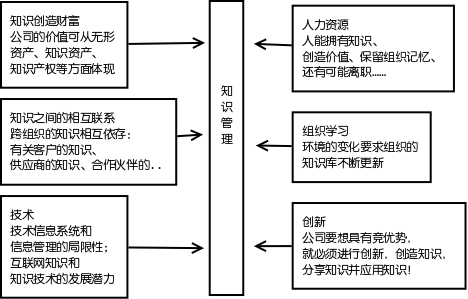 知识创造财富
公司的价值可从无形
资产、知识资产、
知识产权等方面体现
知识之间的相互联系
跨组织的知识相互依存：
有关客户的知识、
供应商的知识、合作伙伴的..
技术
技术信息系统和
信息管理的局限性；
互联网知识和
知识技术的发展潜力
知
识
管
理
人力资源
人能拥有知识、
创造价值、保留组织记忆、
还有可能离职……
组织学习
环境的变化要求组织的
知识库不断更新
创新
公司要想具有竞优势，
就必须进行创新，创造知识，
分享知识并应用知识！